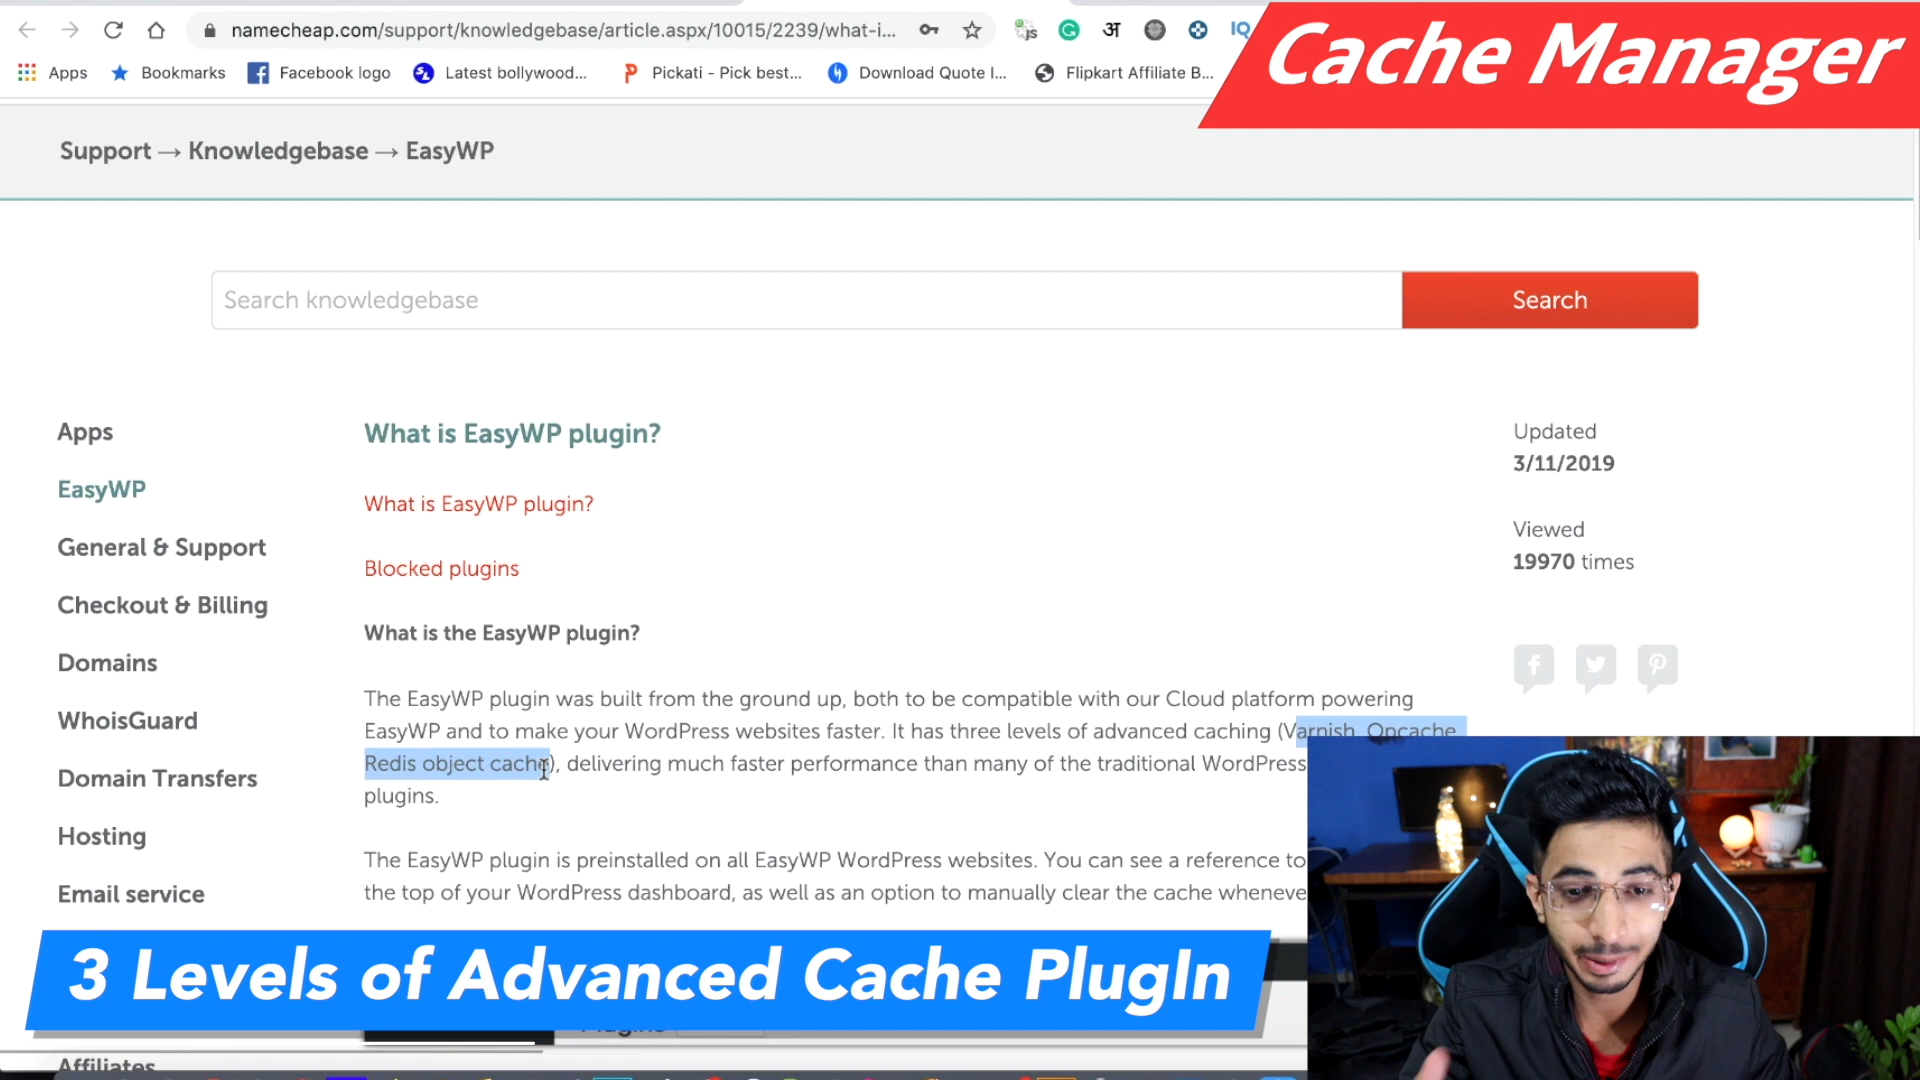 namecheap.com/support/knowledgebase/article.aspx/10015/2239/what-i...
js
G
अ
IQ
Cache Manager
Apps
Bookmarks
Facebook logo
Latest bollywood...
Pickati - Pick best...
Download Quote I...
Flipkart Affiliate B...
Support → Knowledgebase → EasyWP
Search knowledgebase
Search
Apps
EasyWP
General & Support
Checkout & Billing
Domains
WhoisGuard
Domain Transfers
Hosting
Email service
Affiliates
What is EasyWP plugin?
What is EasyWP plugin?
Blocked plugins
What is the EasyWP plugin?
The EasyWP plugin was built from the ground up, both to be compatible with our Cloud platform powering
EasyWP and to make your WordPress websites faster. It has three levels of advanced caching (Varnish, Opcache
Redis object cache), delivering much faster performance than many of the traditional WordPress
plugins.
The EasyWP plugin is preinstalled on all EasyWP WordPress websites. You can see a reference to
the top of your WordPress dashboard, as well as an option to manually clear the cache wheneve
Updated
3/11/2019
Viewed
19970 times
3 Levels of Advanced Cache PlugIn